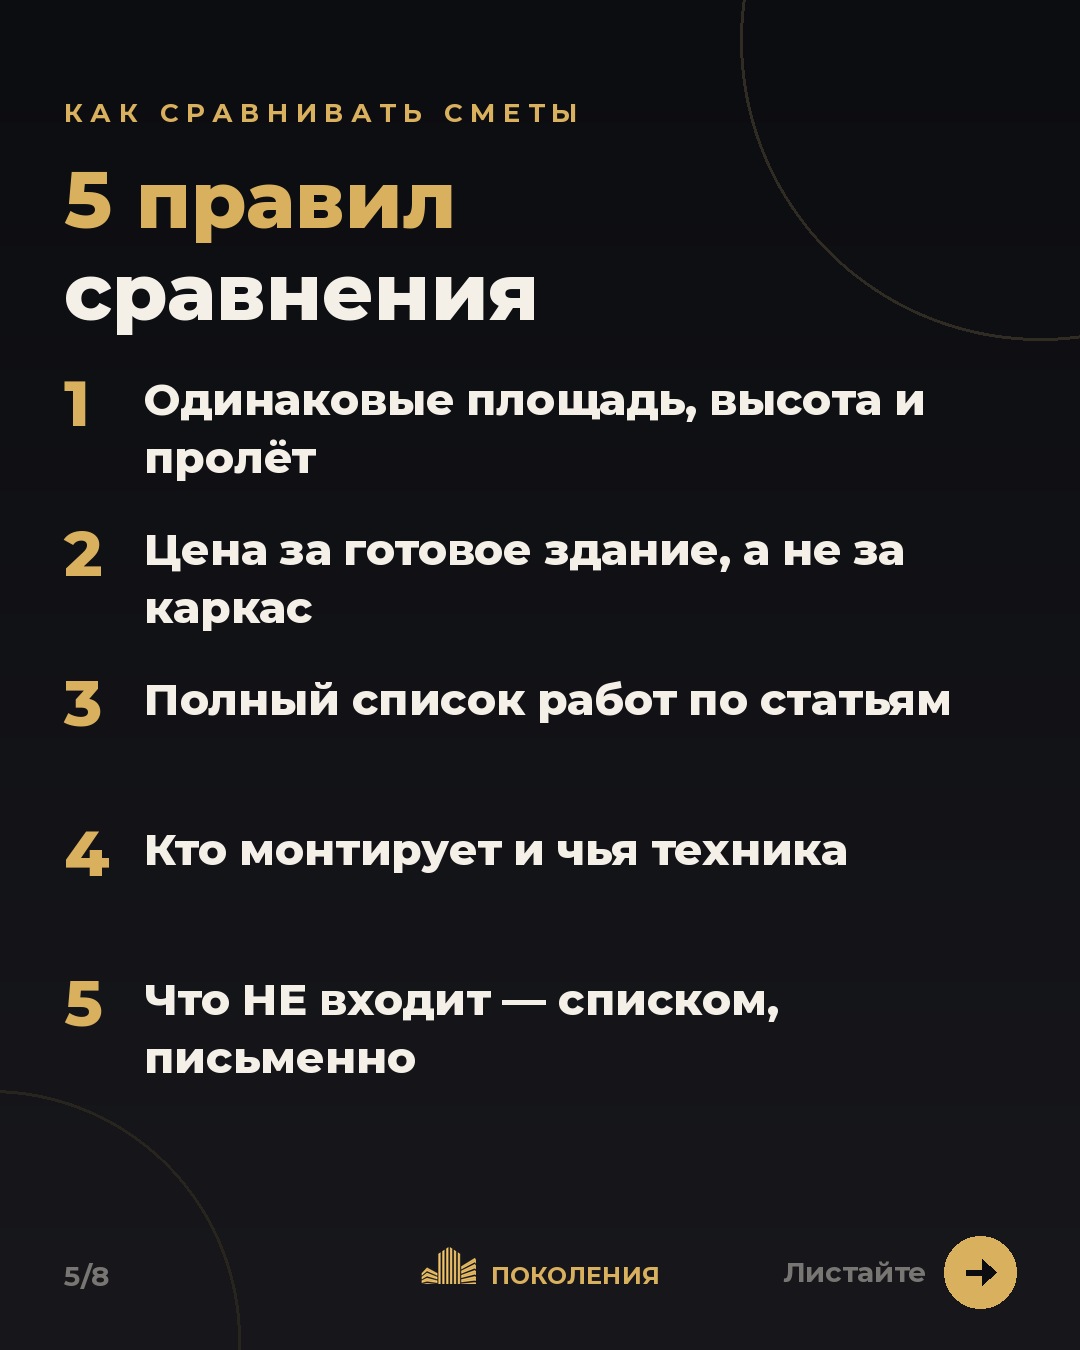 КАК СРАВНИВАТЬ СМЕТЫ
5 правил
сравнения
1 Одинаковые площадь, высота и
пролёт
2 Цена за готовое здание, а не за
каркас
3 Полный список работ по статьям
4 Кто монтирует и чья техника
5 Что НЕ входит — списком,
письменно
5/8
ПОКОЛЕНИЯ
Листайте